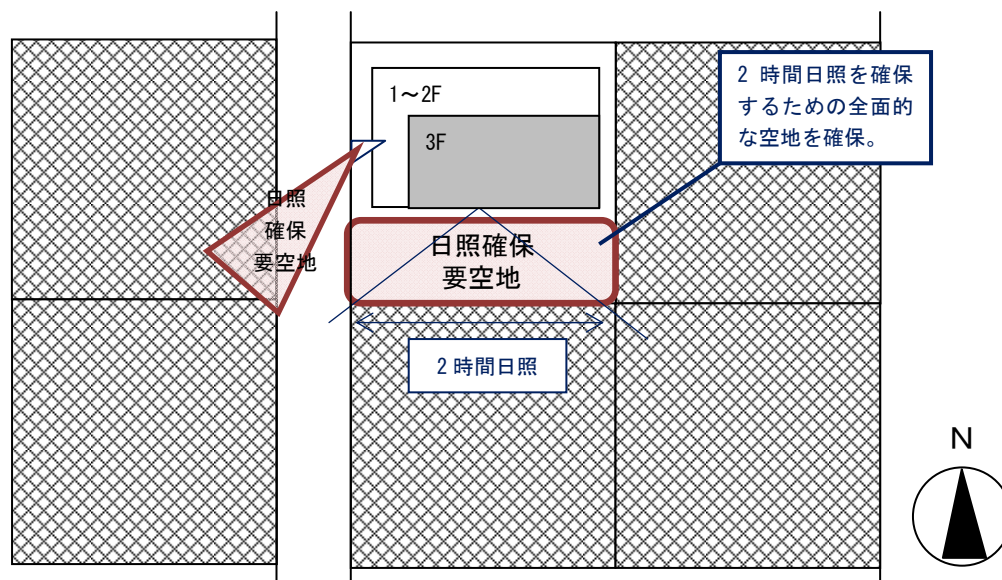 1～2F
3F
2 時間日照を確保
するための全面的
な空地を確保。
日照
確保
要空地
日照確保
要空地
2 時間日照
N